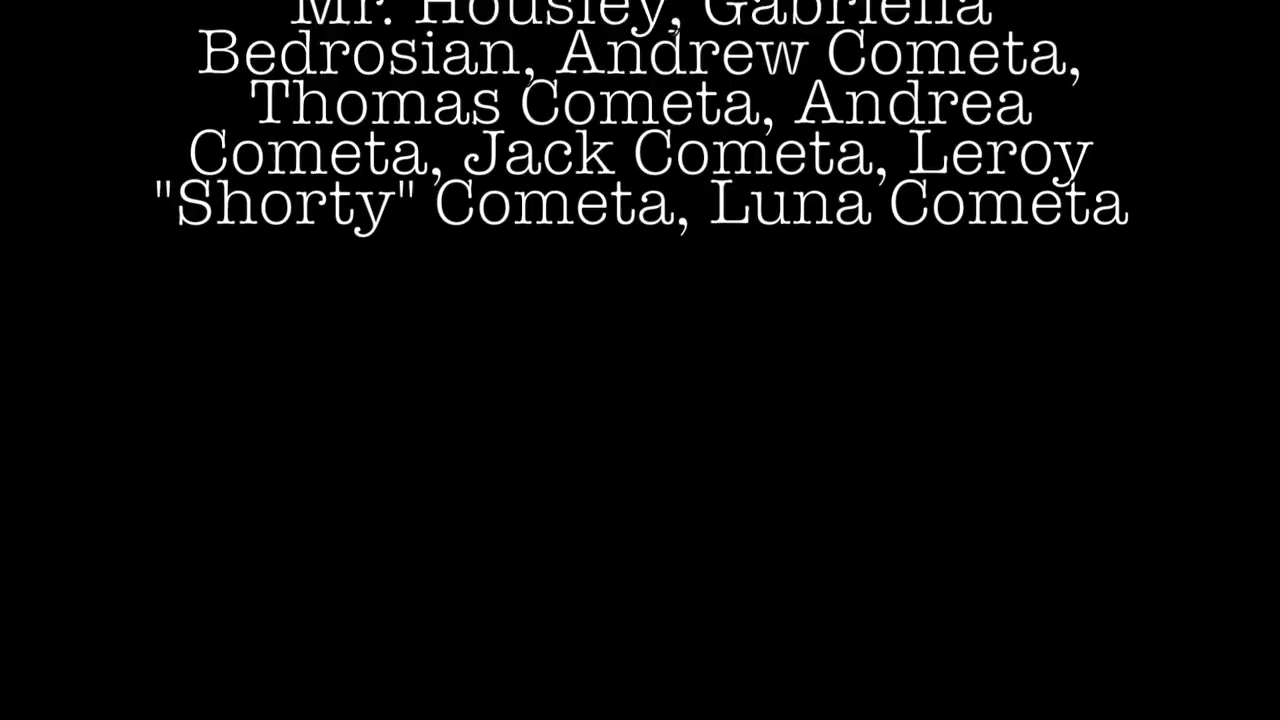 Mr. Housley, Gabriella
Bedrosian, Andrew Cometa,
Thomas Cometa, Andrea
Cometa, Jack Cometa, Leroy
"Shorty" Cometa, Luna Cometa